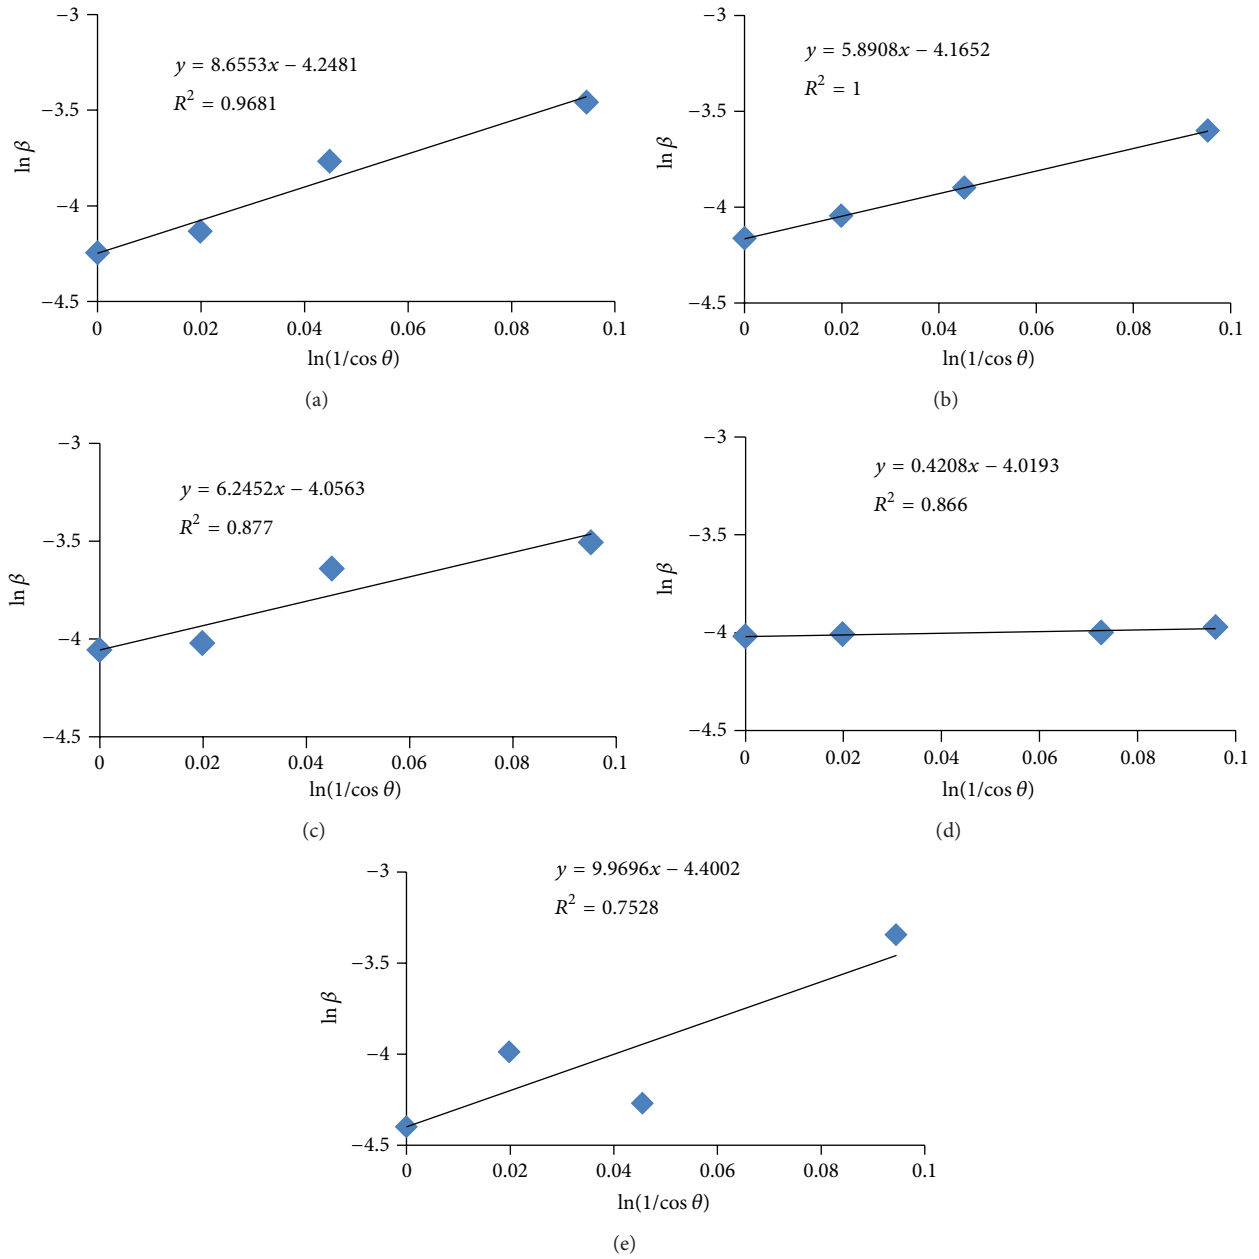 y = 8.6553x − 4.2481
R² = 0.9681
−3
−3.5
−4
−4.5
ln β
0 0.02 0.04 0.06 0.08 0.1
ln(1/cos θ)
(a)
y = 5.8908x − 4.1652
R² = 1
−3
−3.5
−4
−4.5
ln β
0 0.02 0.04 0.06 0.08 0.1
ln(1/cos θ)
(b)
y = 6.2452x − 4.0563
R² = 0.877
−3
−3.5
−4
−4.5
ln β
0 0.02 0.04 0.06 0.08 0.1
ln(1/cos θ)
(c)
y = 0.4208x − 4.0193
R² = 0.866
−3
−3.5
−4
−4.5
ln β
0 0.02 0.04 0.06 0.08 0.1
ln(1/cos θ)
(d)
y = 9.9696x − 4.4002
R² = 0.7528
−3
−3.5
−4
−4.5
ln β
0 0.02 0.04 0.06 0.08 0.1
ln(1/cos θ)
(e)